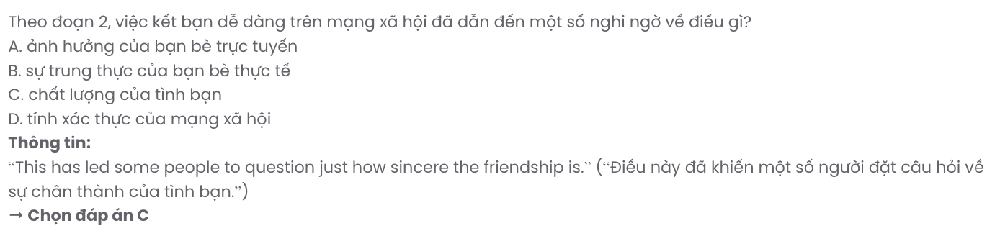 Theo đoạn 2, việc kết bạn dễ dàng trên mạng xã hội đã dẫn đến một số nghi ngờ về điều gì?
A. ảnh hưởng của bạn bè trực tuyến
B. sự trung thực của bạn bè thực tế
C. chất lượng của tình bạn
D. tính xác thực của mạng xã hội
Thông tin:
“This has led some people to question just how sincere the friendship is.” (“Điều này đã khiến một số người đặt câu hỏi về
sự chân thành của tình bạn.”)
→ Chọn đáp án C